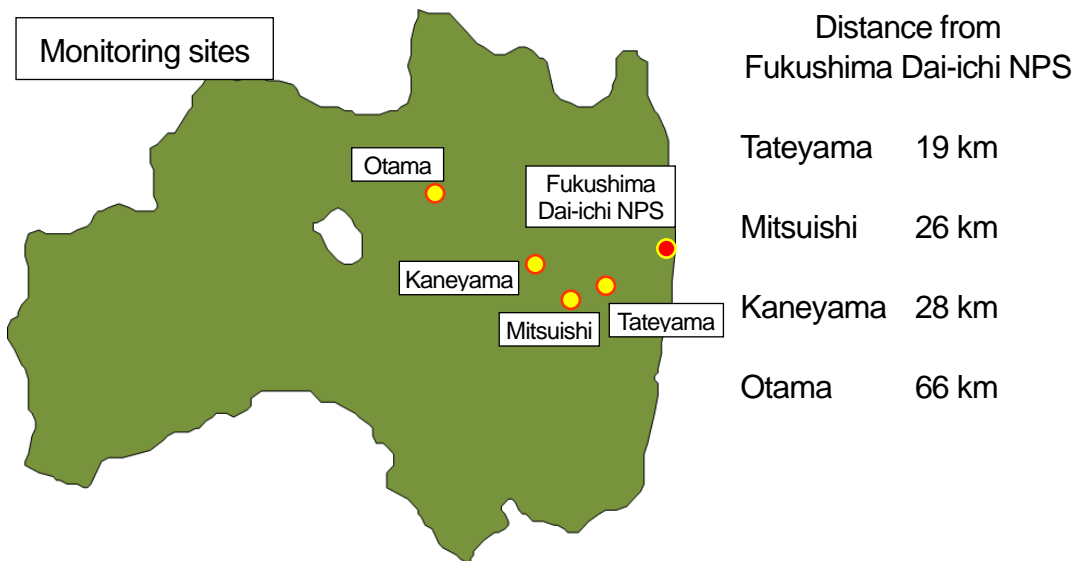 Monitoring sites
Otama
Fukushima
Dai-ichi NPS
Kaneyama
Mitsuishi
Tateyama
Distance from
Fukushima Dai-ichi NPS
Tateyama 19 km
Mitsuishi 26 km
Kaneyama 28 km
Otama 66 km